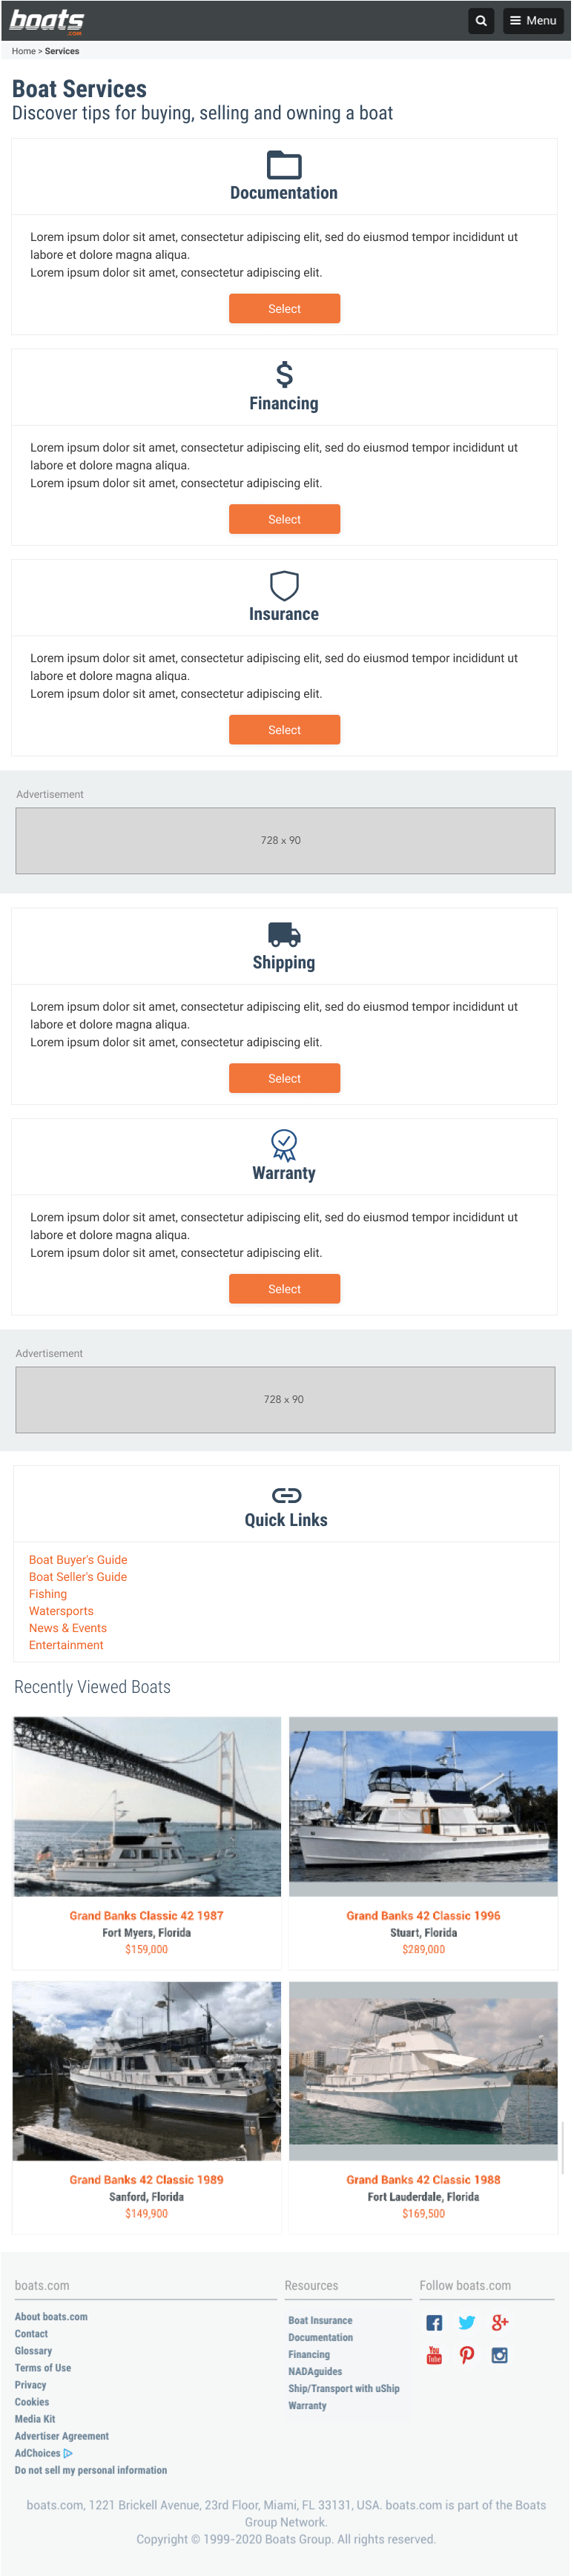 boats
.COM
Menu
Home > Services
Boat Services
Discover tips for buying, selling and owning a boat
Documentation
Lorem ipsum dolor sit amet, consectetur adipiscing elit, sed do eiusmod tempor incididunt ut
labore et dolore magna aliqua.
Lorem ipsum dolor sit amet, consectetur adipiscing elit.
Select
$
Financing
Lorem ipsum dolor sit amet, consectetur adipiscing elit, sed do eiusmod tempor incididunt ut
labore et dolore magna aliqua.
Lorem ipsum dolor sit amet, consectetur adipiscing elit.
Select
Insurance
Lorem ipsum dolor sit amet, consectetur adipiscing elit, sed do eiusmod tempor incididunt ut
labore et dolore magna aliqua.
Lorem ipsum dolor sit amet, consectetur adipiscing elit.
Select
Advertisement
728 x 90
Shipping
Lorem ipsum dolor sit amet, consectetur adipiscing elit, sed do eiusmod tempor incididunt ut
labore et dolore magna aliqua.
Lorem ipsum dolor sit amet, consectetur adipiscing elit.
Select
Warranty
Lorem ipsum dolor sit amet, consectetur adipiscing elit, sed do eiusmod tempor incididunt ut
labore et dolore magna aliqua.
Lorem ipsum dolor sit amet, consectetur adipiscing elit.
Select
Advertisement
728 x 90
Quick Links
Boat Buyer's Guide
Boat Seller's Guide
Fishing
Watersports
News & Events
Entertainment
Recently Viewed Boats
Grand Banks Classic 42 1987
Fort Myers, Florida
$159,000
Grand Banks 42 Classic 1996
Stuart, Florida
$289,000
Grand Banks 42 Classic 1989
Sanford, Florida
$149,900
Grand Banks 42 Classic 1988
Fort Lauderdale, Florida
$169,500
boats.com
About boats.com
Contact
Glossary
Terms of Use
Privacy
Cookies
Media Kit
Advertiser Agreement
AdChoices
Do not sell my personal information
Resources
Boat Insurance
Documentation
Financing
NADAguides
Ship/Transport with uShip
Warranty
Follow boats.com
You
Tube
boats.com, 1221 Brickell Avenue, 23rd Floor, Miami, FL 33131, USA. boats.com is part of the Boats
Group Network.
Copyright © 1999-2020 Boats Group. All rights reserved.